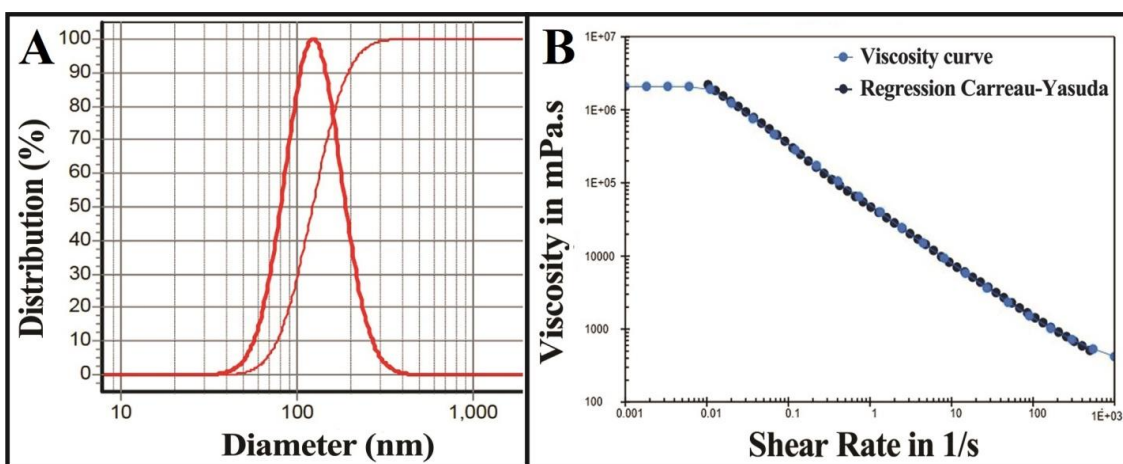 A
Distribution (%)
100
90
80
70
60
50
40
30
20
10
0
10
100
1,000
Diameter (nm)
B
Viscosity in mPa.s
1E+07
1E+06
1E+05
10000
1000
100
Viscosity curve
Regression Carreau-Yasuda
0.001
0.01
0.1
1
10
100
1E+03
Shear Rate in 1/s